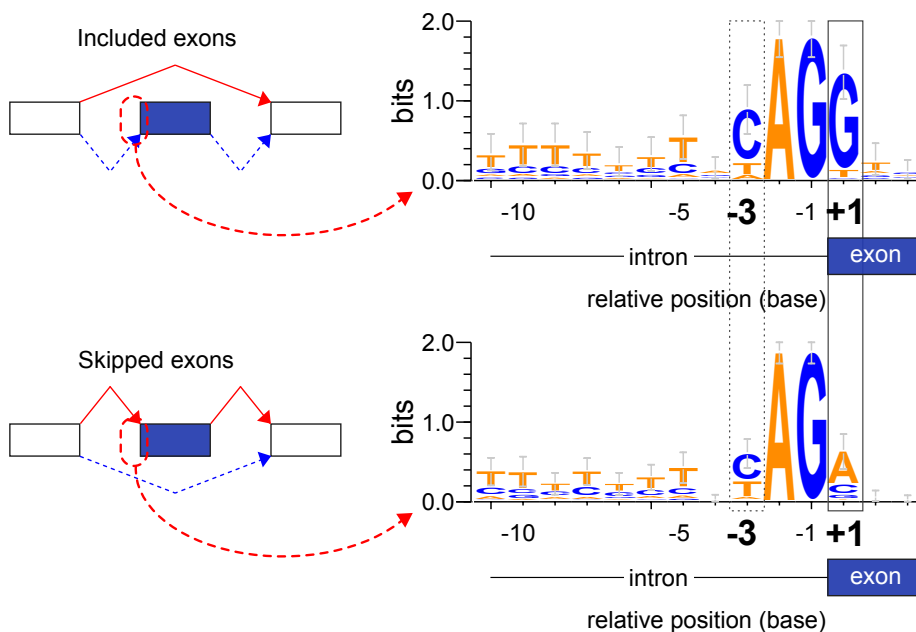 Included exons
2.0
1.0
0.0
bits
C A G G
-10 -5 -3 -1 +1
intron exon
relative position (base)
Skipped exons
2.0
1.0
0.0
bits
C A G A
-10 -5 -3 -1 +1
intron exon
relative position (base)